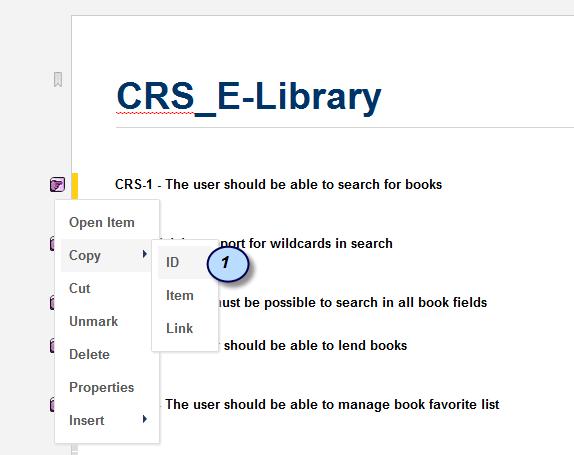 CRS_E-Library
CRS-1 - The user should be able to search for books
Open Item
Copy
Cut
Unmark
Delete
Properties
Insert
ID
Item
Link
1
for wildcards in search
must be possible to search in all book fields
should be able to lend books
- The user should be able to manage book favorite list